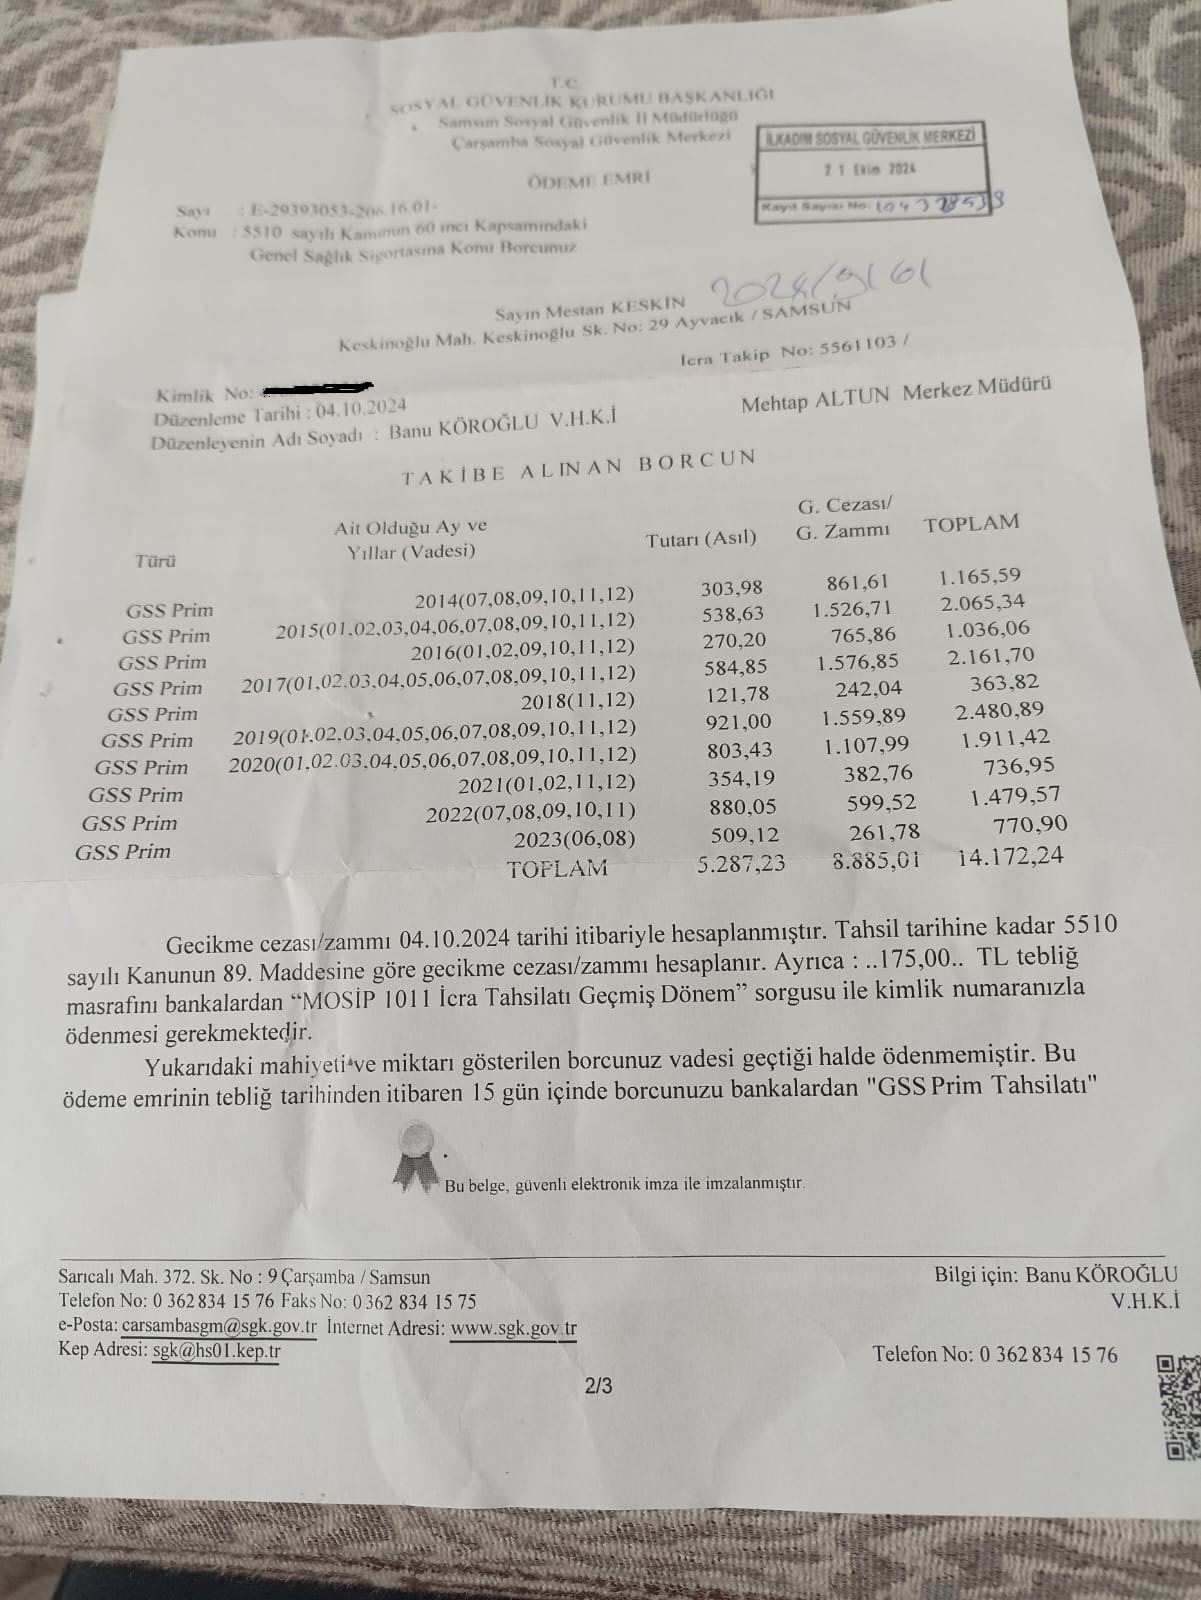 T.C.
SOSYAL GÜVENLİK KURUMU BAŞKANLIĞI
Samsun Sosyal Güvenlik İl Müdürlüğü
Çarşamba Sosyal Güvenlik Merkezi
İLKADIM SOSYAL GÜVENLİK MERKEZİ
21 Ekim 2024
Kayıt Sayısı No: 104378538
ÖDEME EMRİ
Sayı : E-29393053-206.16.01-
Konu : 5510 sayılı Kanunun 60 ıncı Kapsamındaki
Genel Sağlık Sigortasına Konu Borcunuz
2024/9161
Sayın Mestan KESKİN
Keskinoğlu Mah. Keskinoğlu Sk. No: 29 Ayvacık / SAMSUN
İcra Takip No: 5561103 /
Kimlik No:
Düzenleme Tarihi : 04.10.2024
Düzenleyenin Adı Soyadı : Banu KÖROĞLU V.H.K.İ
Mehtap ALTUN Merkez Müdürü
TAKİBE ALINAN BORCUN
Türü Ait Olduğu Ay ve Yıllar (Vadesi) Tutarı (Asıl) G. Cezası/ G. Zammı TOPLAM
GSS Prim 2014(07,08,09,10,11,12) 303,98 861,61 1.165,59
GSS Prim 2015(01,02,03,04,06,07,08,09,10,11,12) 538,63 1.526,71 2.065,34
GSS Prim 2016(01,02,09,10,11,12) 270,20 765,86 1.036,06
GSS Prim 2017(01,02,03,04,05,06,07,08,09,10,11,12) 584,85 1.576,85 2.161,70
GSS Prim 2018(11,12) 121,78 242,04 363,82
GSS Prim 2019(01,02,03,04,05,06,07,08,09,10,11,12) 921,00 1.559,89 2.480,89
GSS Prim 2020(01,02,03,04,05,06,07,08,09,10,11,12) 803,43 1.107,99 1.911,42
GSS Prim 2021(01,02,11,12) 354,19 382,76 736,95
GSS Prim 2022(07,08,09,10,11) 880,05 599,52 1.479,57
GSS Prim 2023(06,08) 509,12 261,78 770,90
TOPLAM 5.287,23 8.885,01 14.172,24
Gecikme cezası/zammı 04.10.2024 tarihi itibariyle hesaplanmıştır. Tahsil tarihine kadar 5510
sayılı Kanunun 89. Maddesine göre gecikme cezası/zammı hesaplanır. Ayrıca : ..175,00.. TL tebliğ
masrafını bankalardan “MOSİP 1011 İcra Tahsilatı Geçmiş Dönem” sorgusu ile kimlik numaranızla
ödenmesi gerekmektedir.
Yukarıdaki mahiyeti ve miktarı gösterilen borcunuz vadesi geçtiği halde ödenmemiştir. Bu
ödeme emrinin tebliğ tarihinden itibaren 15 gün içinde borcunuzu bankalardan "GSS Prim Tahsilatı"
Bu belge, güvenli elektronik imza ile imzalanmıştır.
Sarıcalı Mah. 372. Sk. No : 9 Çarşamba / Samsun
Telefon No: 0 362 834 15 76 Faks No: 0 362 834 15 75
e-Posta: carsambasgm@sgk.gov.tr İnternet Adresi: www.sgk.gov.tr
Kep Adresi: sgk@hs01.kep.tr
Bilgi için: Banu KÖROĞLU
V.H.K.İ
Telefon No: 0 362 834 15 76
2/3